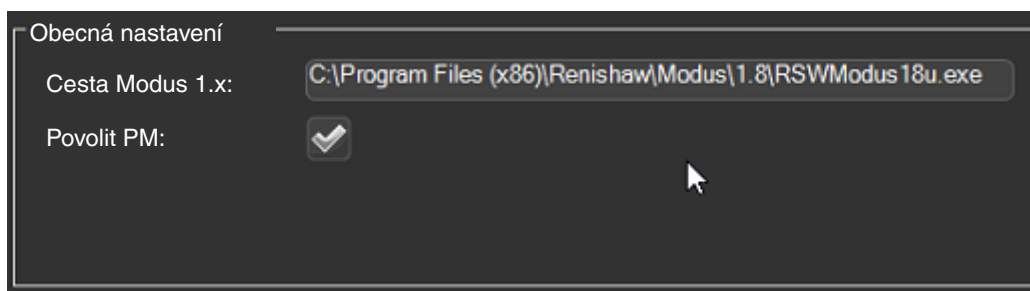 Obecná nastavení
Cesta Modus 1.x: C:\Program Files (x86)\Renishaw\Modus\1.8\RSWModus18u.exe
Povolit PM: